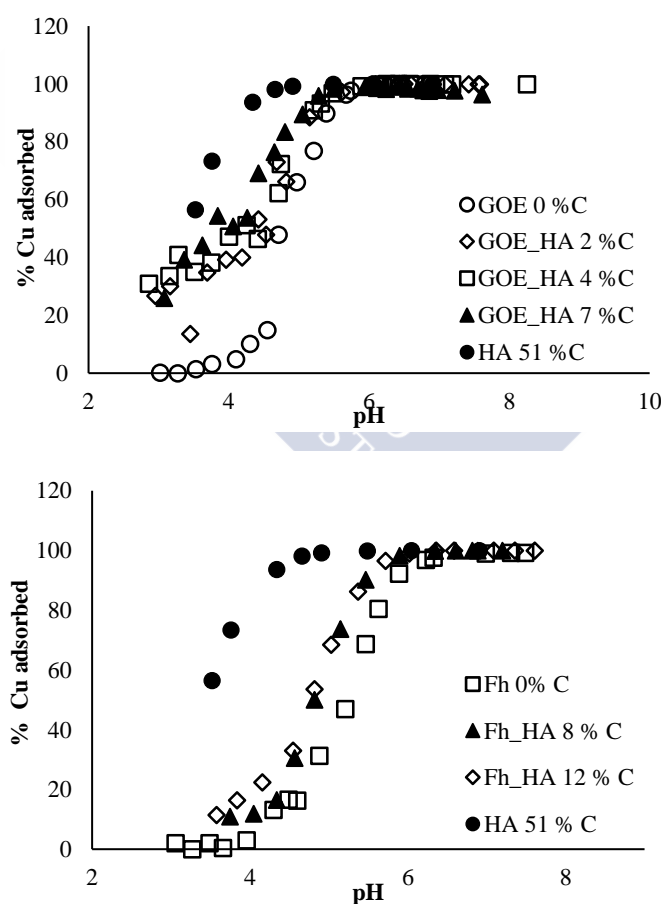 120
100
80
60
40
20
0
% Cu adsorbed
GOE 0 %C
GOE_HA 2 %C
GOE_HA 4 %C
GOE_HA 7 %C
HA 51 %C
2 4 6 8 10
pH
120
100
80
60
40
20
0
% Cu adsorbed
Fh 0% C
Fh_HA 8 % C
Fh_HA 12 % C
HA 51 % C
2 4 6 8
pH